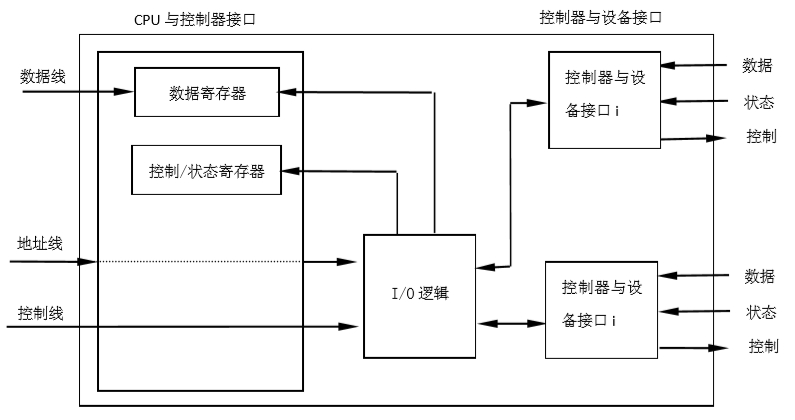 CPU 与控制器接口
控制器与设备接口
数据线
数据寄存器
控制器与设
备接口 i
数据
状态
控制
控制/状态寄存器
地址线
I/O 逻辑
控制器与设
备接口 i
数据
状态
控制
控制线